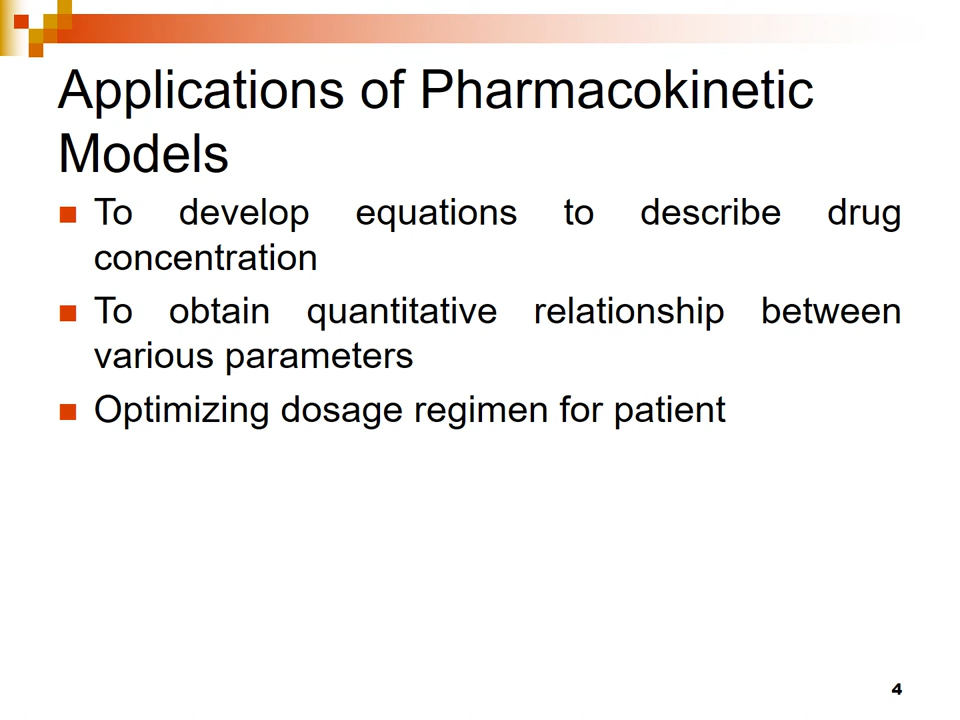 Applications of Pharmacokinetic
Models
To develop equations to describe drug
concentration
To obtain quantitative relationship between
various parameters
Optimizing dosage regimen for patient
4